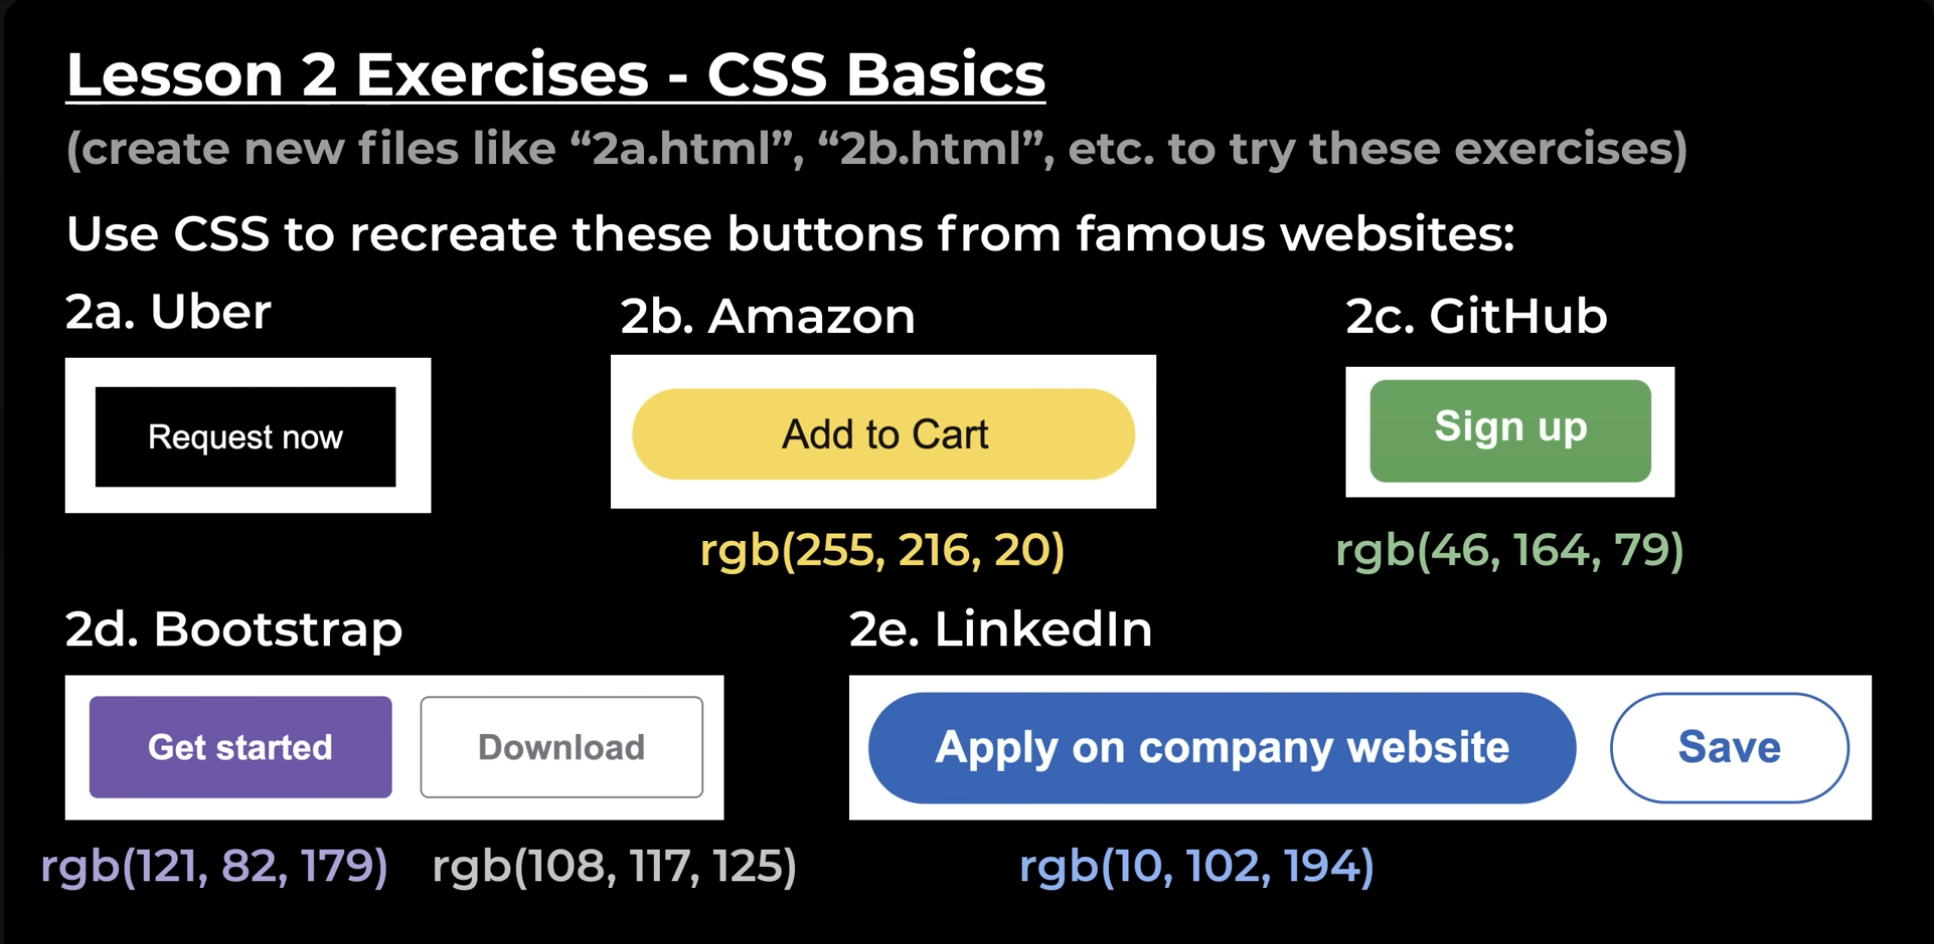 Lesson 2 Exercises - CSS Basics
(create new files like “2a.html”, “2b.html”, etc. to try these exercises)
Use CSS to recreate these buttons from famous websites:
2a. Uber
Request now
2b. Amazon
Add to Cart
rgb(255, 216, 20)
2c. GitHub
Sign up
rgb(46, 164, 79)
2d. Bootstrap
Get started
Download
rgb(121, 82, 179)
rgb(108, 117, 125)
2e. LinkedIn
Apply on company website
Save
rgb(10, 102, 194)